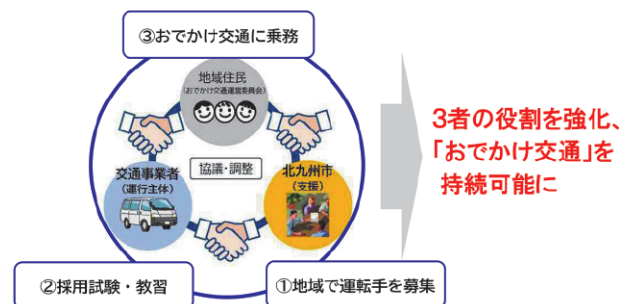 ③おでかけ交通に乗務
地域住民
(おでかけ交通運営委員会)
交通事業者
(運行主体)
協議・調整
北九州市
(支援)
②採用試験・教習
①地域で運転手を募集
3者の役割を強化、
「おでかけ交通」を
持続可能に